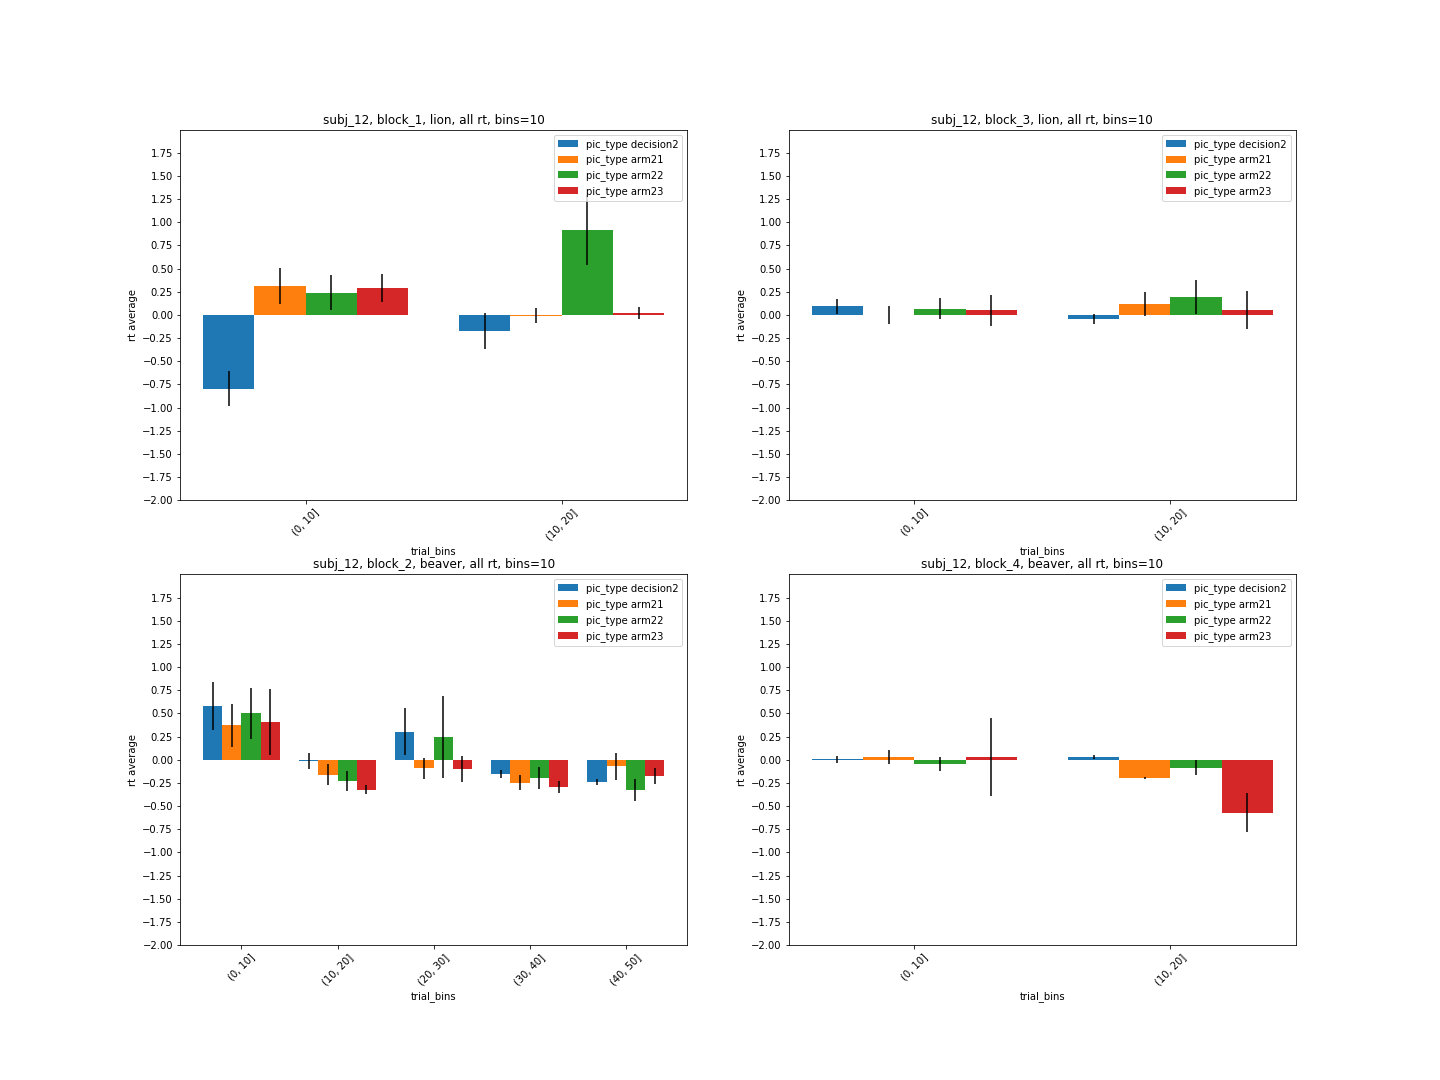 subj_12, block_1, lion, all rt, bins=10
pic_type decision2
pic_type arm21
pic_type arm22
pic_type arm23
1.75
1.50
1.25
1.00
0.75
0.50
0.25
0.00
−0.25
−0.50
−0.75
−1.00
−1.25
−1.50
−1.75
−2.00
rt average
(0, 10]
(10, 20]
trial_bins
subj_12, block_3, lion, all rt, bins=10
pic_type decision2
pic_type arm21
pic_type arm22
pic_type arm23
1.75
1.50
1.25
1.00
0.75
0.50
0.25
0.00
−0.25
−0.50
−0.75
−1.00
−1.25
−1.50
−1.75
−2.00
rt average
(0, 10]
(10, 20]
trial_bins
subj_12, block_2, beaver, all rt, bins=10
pic_type decision2
pic_type arm21
pic_type arm22
pic_type arm23
1.75
1.50
1.25
1.00
0.75
0.50
0.25
0.00
−0.25
−0.50
−0.75
−1.00
−1.25
−1.50
−1.75
−2.00
rt average
(0, 10]
(10, 20]
(20, 30]
(30, 40]
(40, 50]
trial_bins
subj_12, block_4, beaver, all rt, bins=10
pic_type decision2
pic_type arm21
pic_type arm22
pic_type arm23
1.75
1.50
1.25
1.00
0.75
0.50
0.25
0.00
−0.25
−0.50
−0.75
−1.00
−1.25
−1.50
−1.75
−2.00
rt average
(0, 10]
(10, 20]
trial_bins